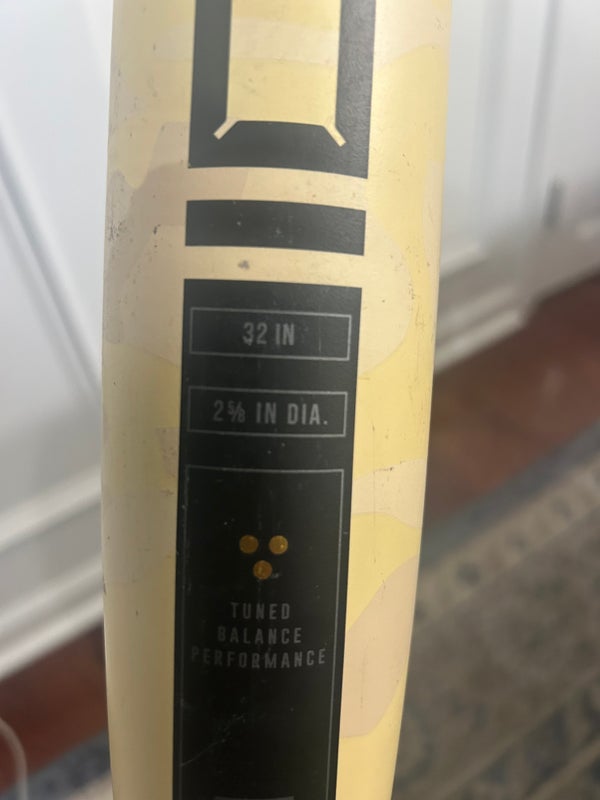 32 IN
2⅝ IN DIA.
TUNED
BALANCE
PERFORMANCE